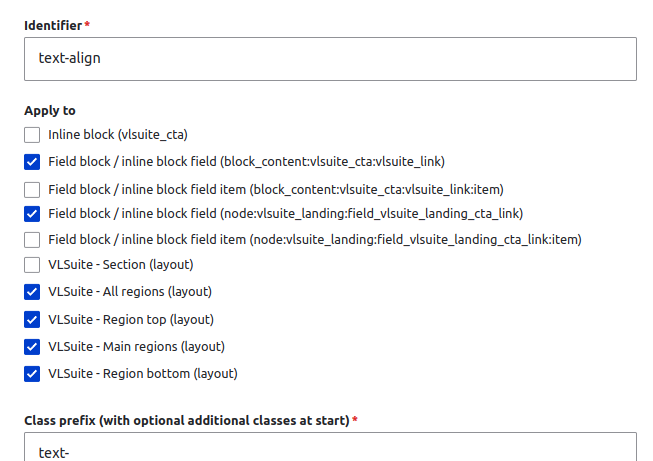 Identifier*
text-align
Apply to
Inline block (vlsuite_cta)
Field block / inline block field (block_content:vlsuite_cta:vlsuite_link)
Field block / inline block field item (block_content:vlsuite_cta:vlsuite_link:item)
Field block / inline block field (node:vlsuite_landing:field_vlsuite_landing_cta_link)
Field block / inline block field item (node:vlsuite_landing:field_vlsuite_landing_cta_link:item)
VLSuite - Section (layout)
VLSuite - All regions (layout)
VLSuite - Region top (layout)
VLSuite - Main regions (layout)
VLSuite - Region bottom (layout)
Class prefix (with optional additional classes at start)*
text-